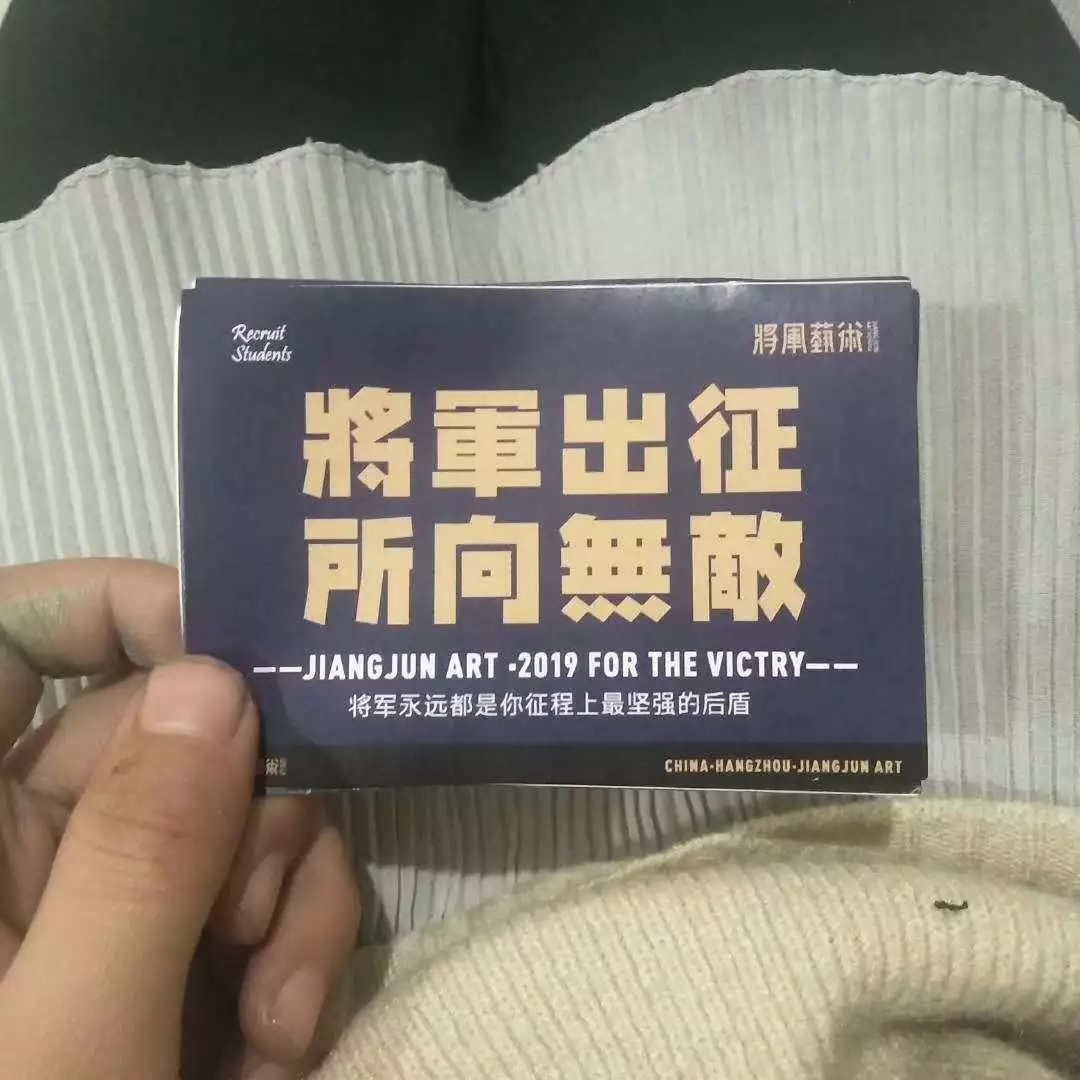 Recruit
Students
將軍藝術
將軍出征
所向無敵
——JIANGJUN ART ·2019 FOR THE VICTRY——
将军永远都是你征程上最坚强的后盾
術
CHINA-HANGZHOU-JIANGJUN ART